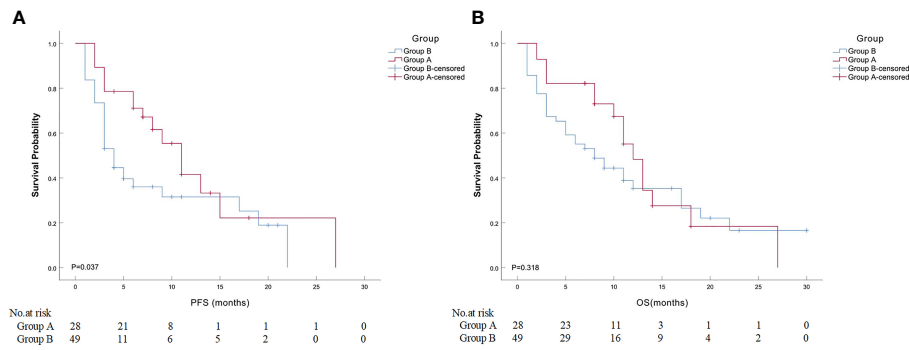 A
Group
Group B
Group A
Group B-censored
Group A-censored
1.0
0.8
0.6
0.4
0.2
0.0
Survival Probability
P=0.037
0 5 10 15 20 25 30
PFS (months)
No.at risk
Group A 28 21 8 1 1 1 0
Group B 49 11 6 5 2 0 0
B
Group
Group B
Group A
Group B-censored
Group A-censored
1.0
0.8
0.6
0.4
0.2
0.0
Survival Probability
P=0.318
0 5 10 15 20 25 30
OS(months)
No.at risk
Group A 28 23 11 3 1 1 0
Group B 49 29 16 9 4 2 0